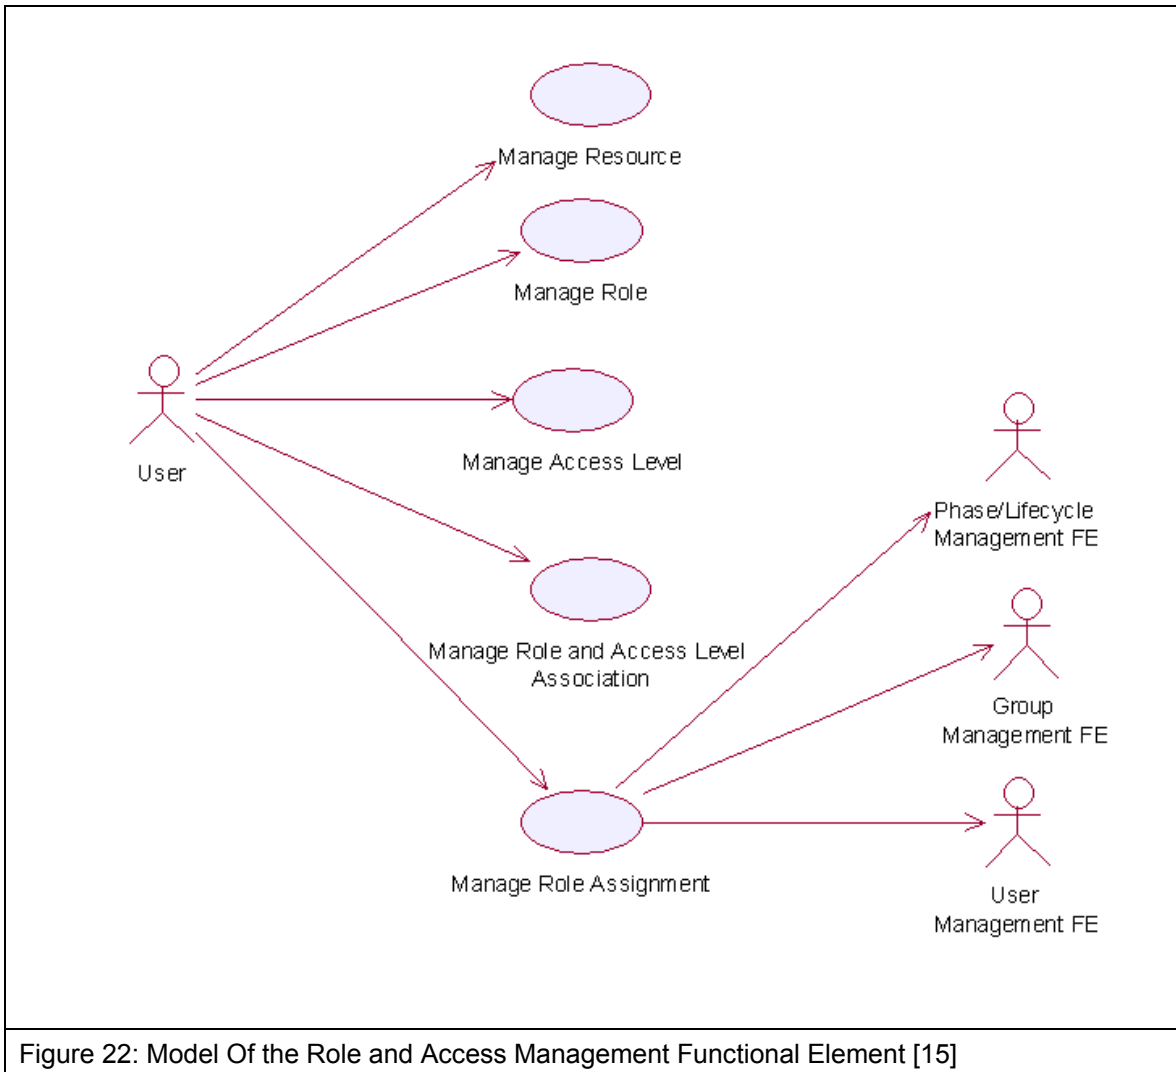 Manage Resource
Manage Role
User
Manage Access Level
Phase/Lifecycle
Management FE
Manage Role and Access Level
Association
Group
Management FE
Manage Role Assignment
User
Management FE
Figure 22: Model Of the Role and Access Management Functional Element [15]